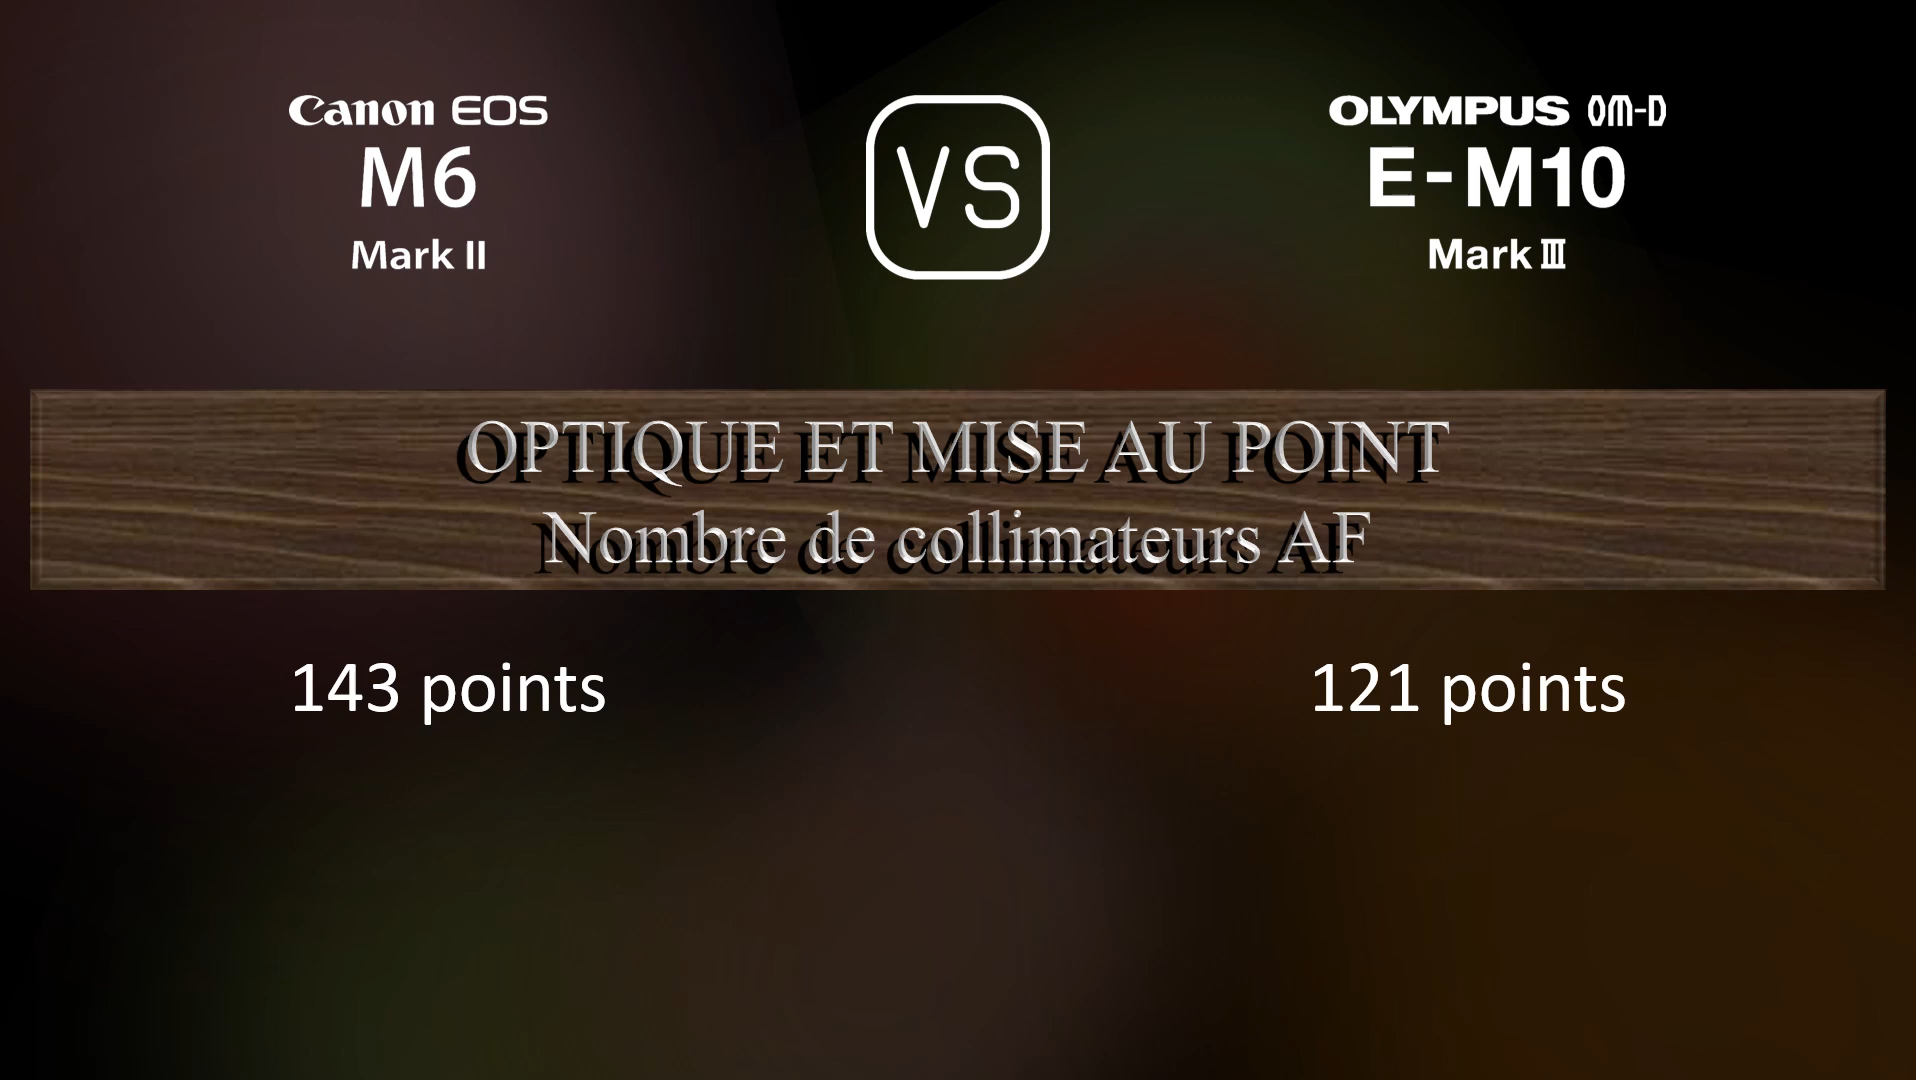 Canon EOS
M6
Mark II
VS
OLYMPUS OM-D
E-M10
Mark III
OPTIQUE ET MISE AU POINT
Nombre de collimateurs AF
143 points
121 points